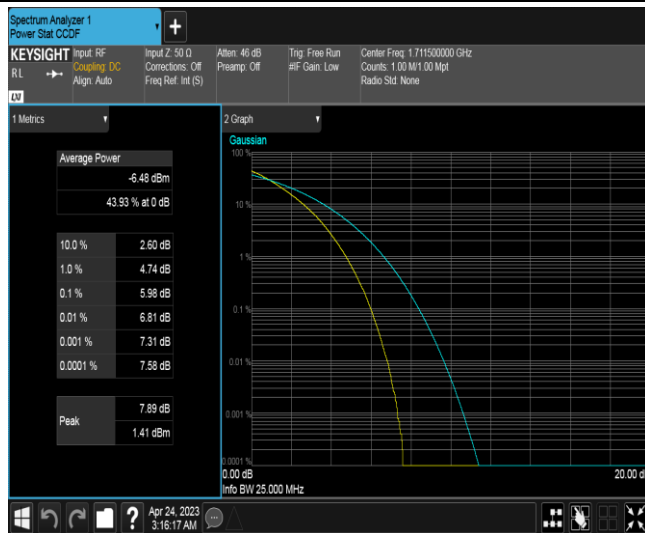 Spectrum Analyzer 1
Power Stat CCDF
KEYSIGHT
RL
Input: RF
Coupling: DC
Align: Auto
Input Z: 50 Ω
Corrections: Off
Freq Ref: Int (S)
Atten: 46 dB
Preamp: Off
Trig: Free Run
#IF Gain: Low
Center Freq: 1.711500000 GHz
Counts: 1.00 M/1.00 Mpt
Radio Std: None
1 Metrics
Average Power
-6.48 dBm
43.93 % at 0 dB
10.0 % 2.60 dB
1.0 % 4.74 dB
0.1 % 5.98 dB
0.01 % 6.81 dB
0.001 % 7.31 dB
0.0001 % 7.58 dB
Peak
7.89 dB
1.41 dBm
2 Graph
Gaussian
100 %
10 %
1 %
0.1 %
0.01 %
0.001 %
0.0001 %
0.00 dB
20.00 d
Info BW 25.000 MHz
?
Apr 24, 2023
3:16:17 AM